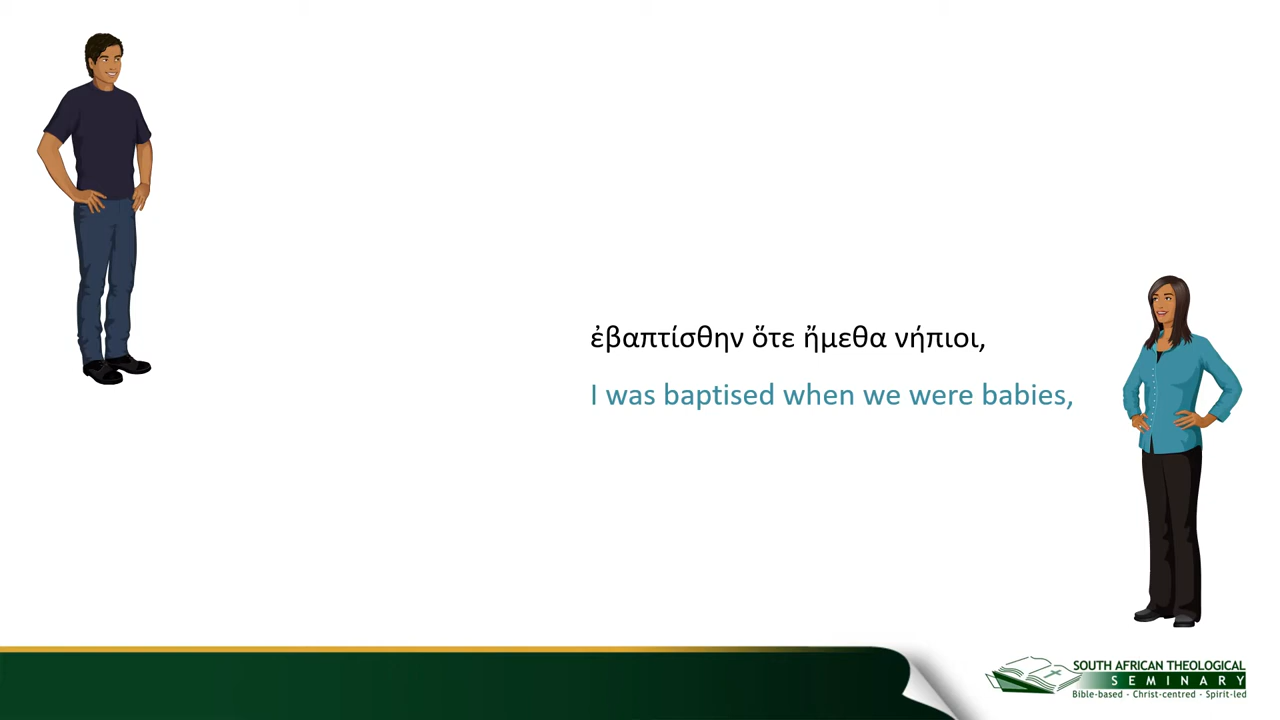 ἐβαπτίσθην ὅτε ἤμεθα νήπιοι,
I was baptised when we were babies,
SOUTH AFRICAN THEOLOGICAL
SEMINARY
Bible-based · Christ-centred · Spirit-led